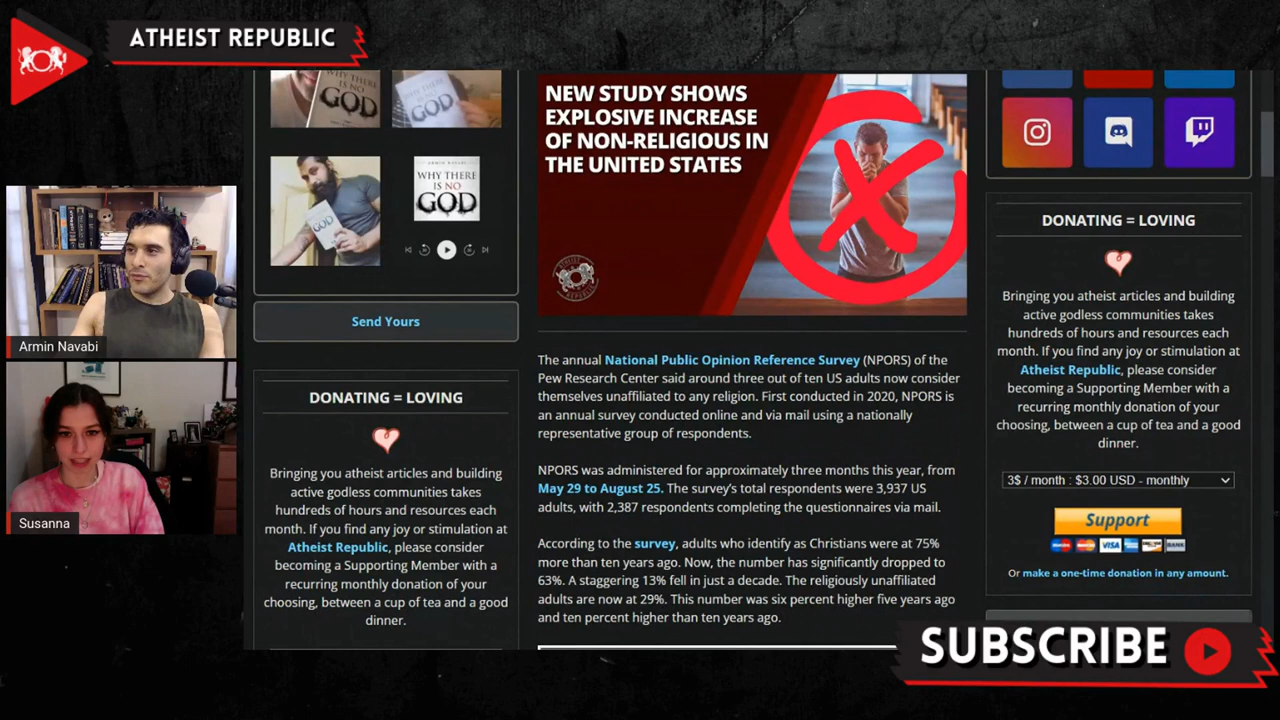 ATHEIST REPUBLIC
WHY THERE
IS NO
GOD
GOD
GOD
ARMIN NAVABI
WHY THERE
IS NO
GOD
Send Yours
DONATING = LOVING
Bringing you atheist articles and building
active godless communities takes
hundreds of hours and resources each
month. If you find any joy or stimulation at
Atheist Republic, please consider
becoming a Supporting Member with a
recurring monthly donation of your
choosing, between a cup of tea and a good
dinner.
NEW STUDY SHOWS
EXPLOSIVE INCREASE
OF NON-RELIGIOUS IN
THE UNITED STATES
ATHEIST
REPUBLIC
The annual National Public Opinion Reference Survey (NPORS) of the
Pew Research Center said around three out of ten US adults now consider
themselves unaffiliated to any religion. First conducted in 2020, NPORS is
an annual survey conducted online and via mail using a nationally
representative group of respondents.
NPORS was administered for approximately three months this year, from
May 29 to August 25. The survey's total respondents were 3,937 US
adults, with 2,387 respondents completing the questionnaires via mail.
According to the survey, adults who identify as Christians were at 75%
more than ten years ago. Now, the number has significantly dropped to
63%. A staggering 13% fell in just a decade. The religiously unaffiliated
adults are now at 29%. This number was six percent higher five years ago
and ten percent higher than ten years ago.
DONATING = LOVING
Bringing you atheist articles and building
active godless communities takes
hundreds of hours and resources each
month. If you find any joy or stimulation at
Atheist Republic, please consider
becoming a Supporting Member with a
recurring monthly donation of your
choosing, between a cup of tea and a good
dinner.
3$ / month : $3.00 USD - monthly
Support
VISA
BANK
Or make a one-time donation in any amount.
Armin Navabi
Susanna
SUBSCRIBE